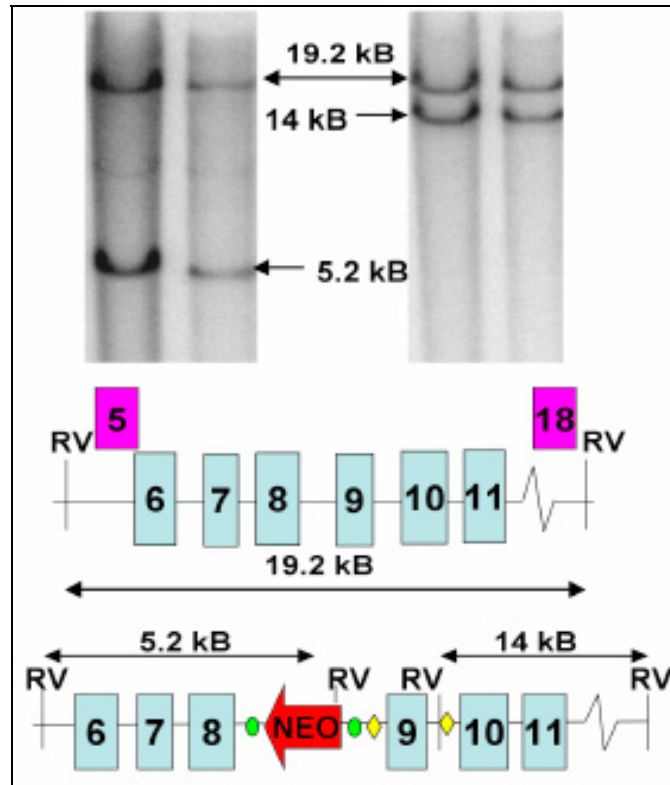 19.2 kB
14 kB
5.2 kB
5 18
RV RV
6 7 8 9 10 11
19.2 kB
5.2 kB 14 kB
RV RV RV RV
6 7 8 NEO 9 10 11